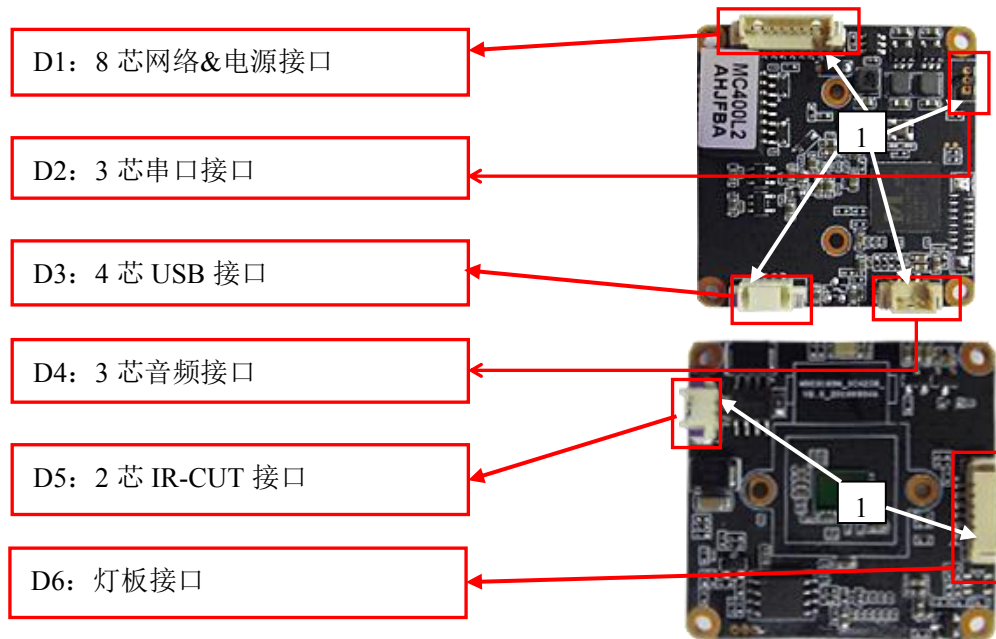 D1：8 芯网络&电源接口
D2：3 芯串口接口
D3：4 芯 USB 接口
D4：3 芯音频接口
D5：2 芯 IR-CUT 接口
D6：灯板接口
MC400L2
AHJFBA
1
1